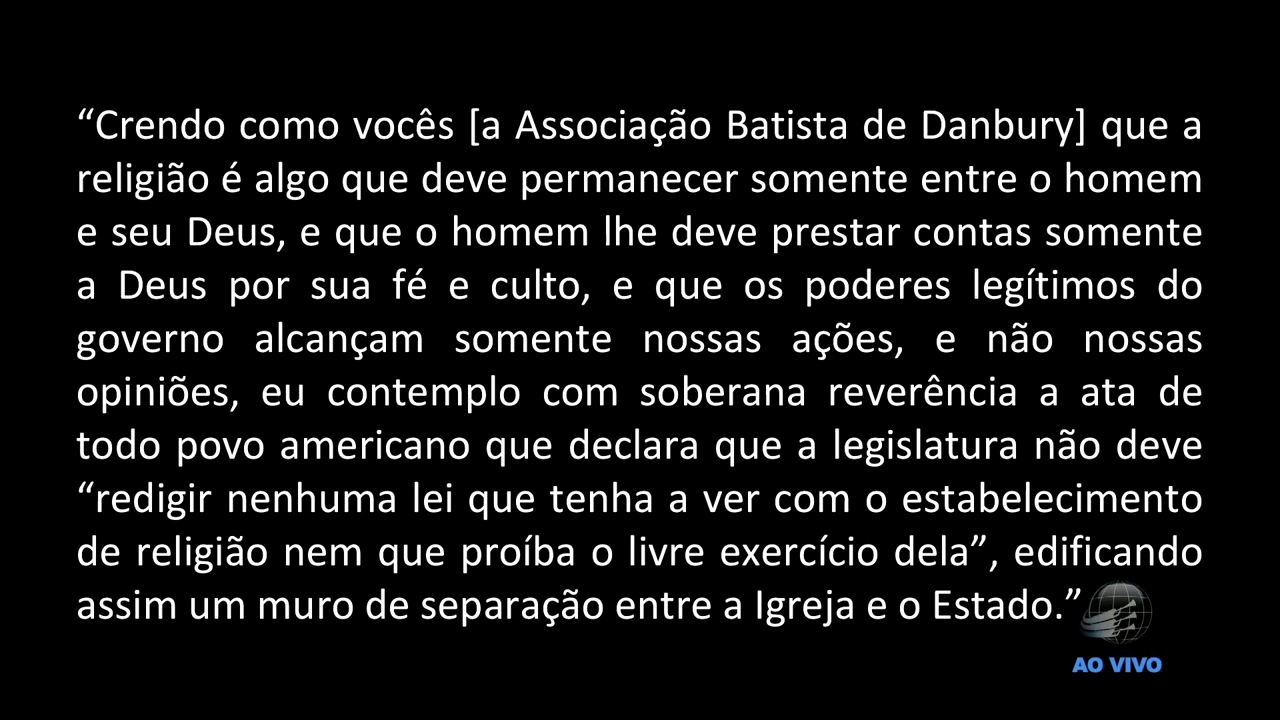 “Crendo como vocês [a Associação Batista de Danbury] que a
religião é algo que deve permanecer somente entre o homem
e seu Deus, e que o homem lhe deve prestar contas somente
a Deus por sua fé e culto, e que os poderes legítimos do
governo alcançam somente nossas ações, e não nossas
opiniões, eu contemplo com soberana reverência a ata de
todo povo americano que declara que a legislatura não deve
“redigir nenhuma lei que tenha a ver com o estabelecimento
de religião nem que proíba o livre exercício dela”, edificando
assim um muro de separação entre a Igreja e o Estado.”
AO VIVO